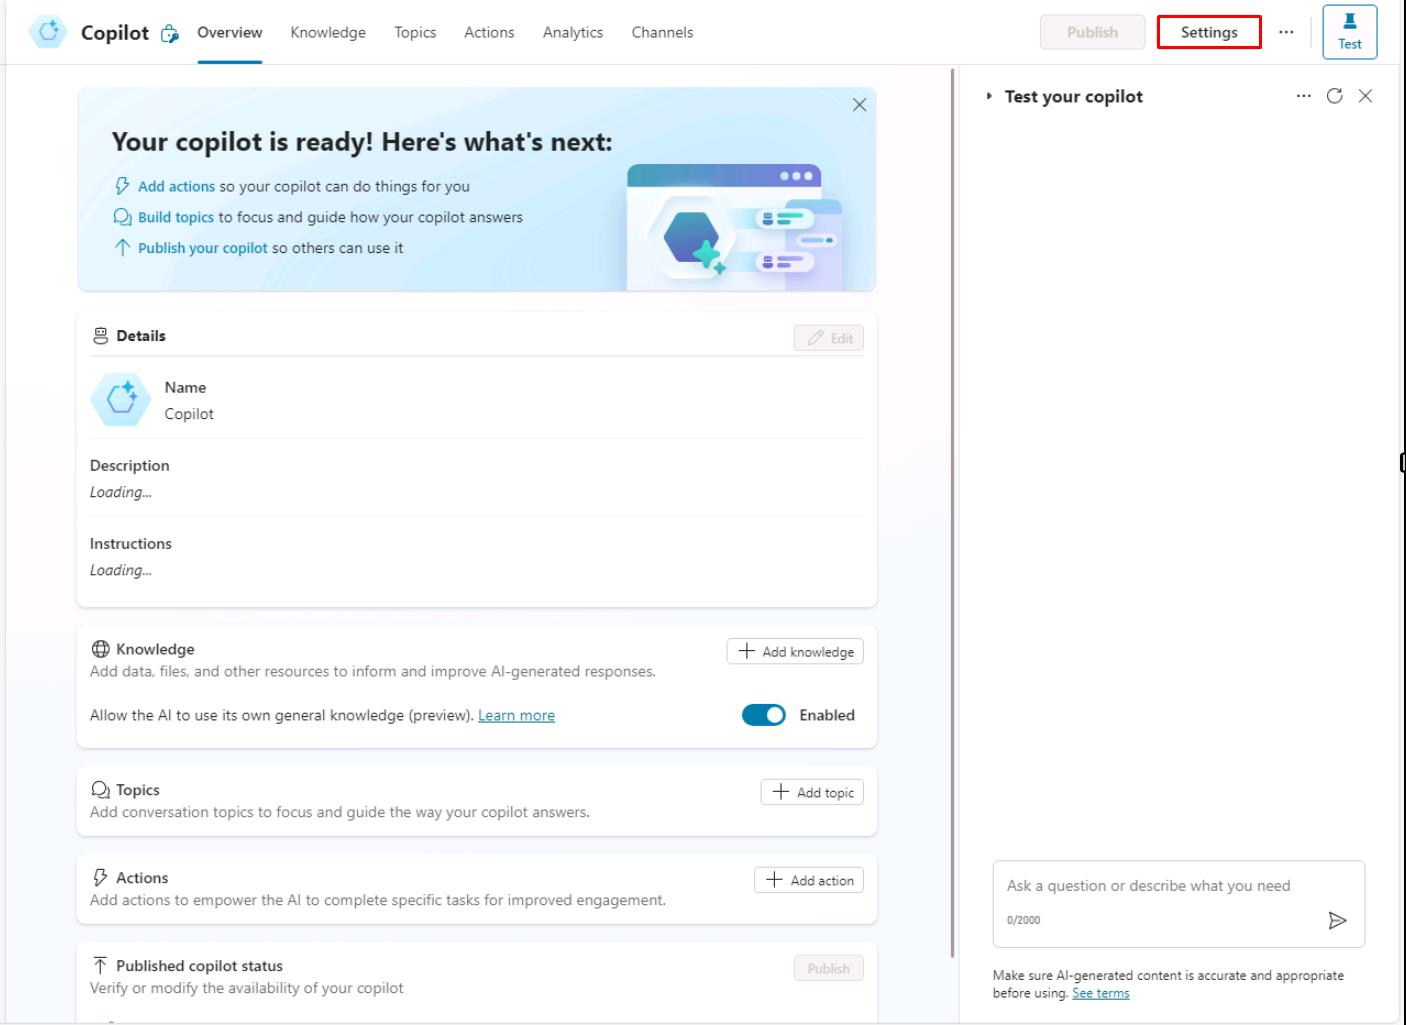 Copilot
Overview
Knowledge
Topics
Actions
Analytics
Channels
Publish
Settings
Test
Your copilot is ready! Here's what's next:
Add actions so your copilot can do things for you
Build topics to focus and guide how your copilot answers
Publish your copilot so others can use it
Details
Edit
Name
Copilot
Description
Loading...
Instructions
Loading...
Knowledge
Add data, files, and other resources to inform and improve AI-generated responses.
Add knowledge
Allow the AI to use its own general knowledge (preview). Learn more
Enabled
Topics
Add conversation topics to focus and guide the way your copilot answers.
Add topic
Actions
Add actions to empower the AI to complete specific tasks for improved engagement.
Add action
Published copilot status
Verify or modify the availability of your copilot
Publish
Test your copilot
Ask a question or describe what you need
0/2000
Make sure AI-generated content is accurate and appropriate
before using. See terms